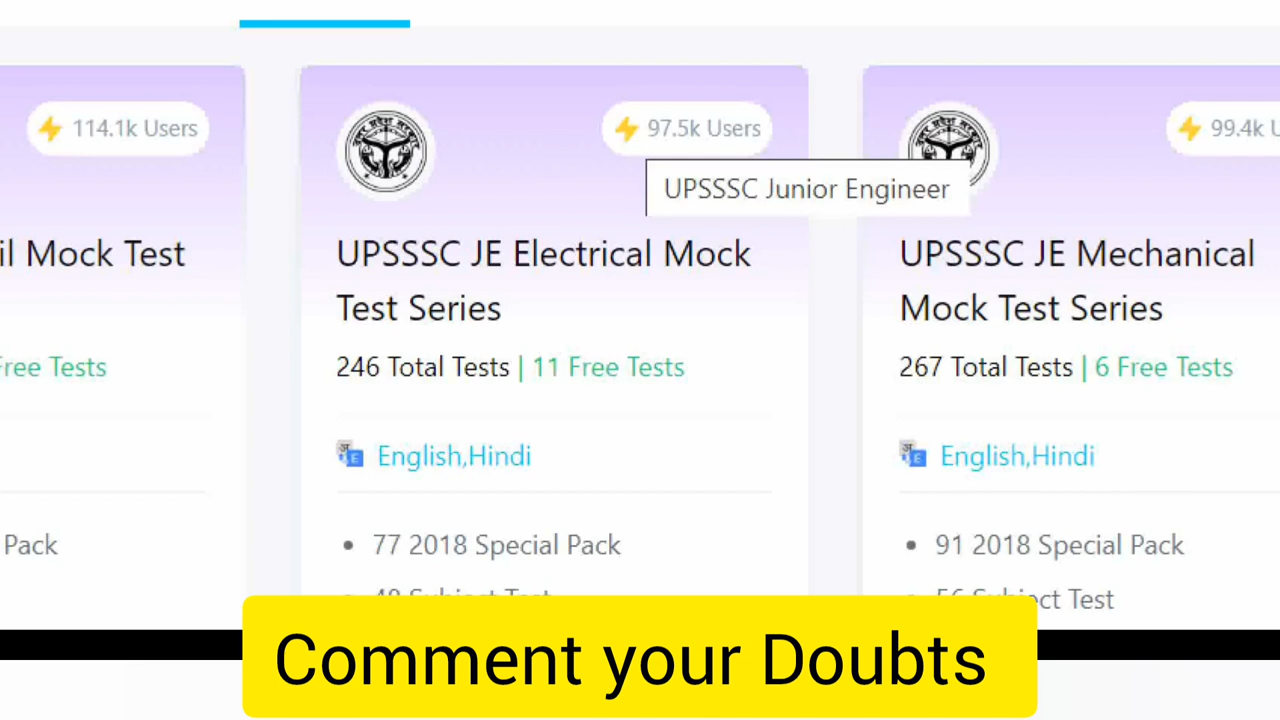 114.1k Users
97.5k Users
99.4k
UPSSSC Junior Engineer
Mock Test
UPSSSC JE Electrical Mock
Test Series
UPSSSC JE Mechanical
Mock Test Series
Free Tests
246 Total Tests | 11 Free Tests
267 Total Tests | 6 Free Tests
English,Hindi
English,Hindi
Pack
• 77 2018 Special Pack
• 91 2018 Special Pack
Subject Test
Test
Comment your Doubts